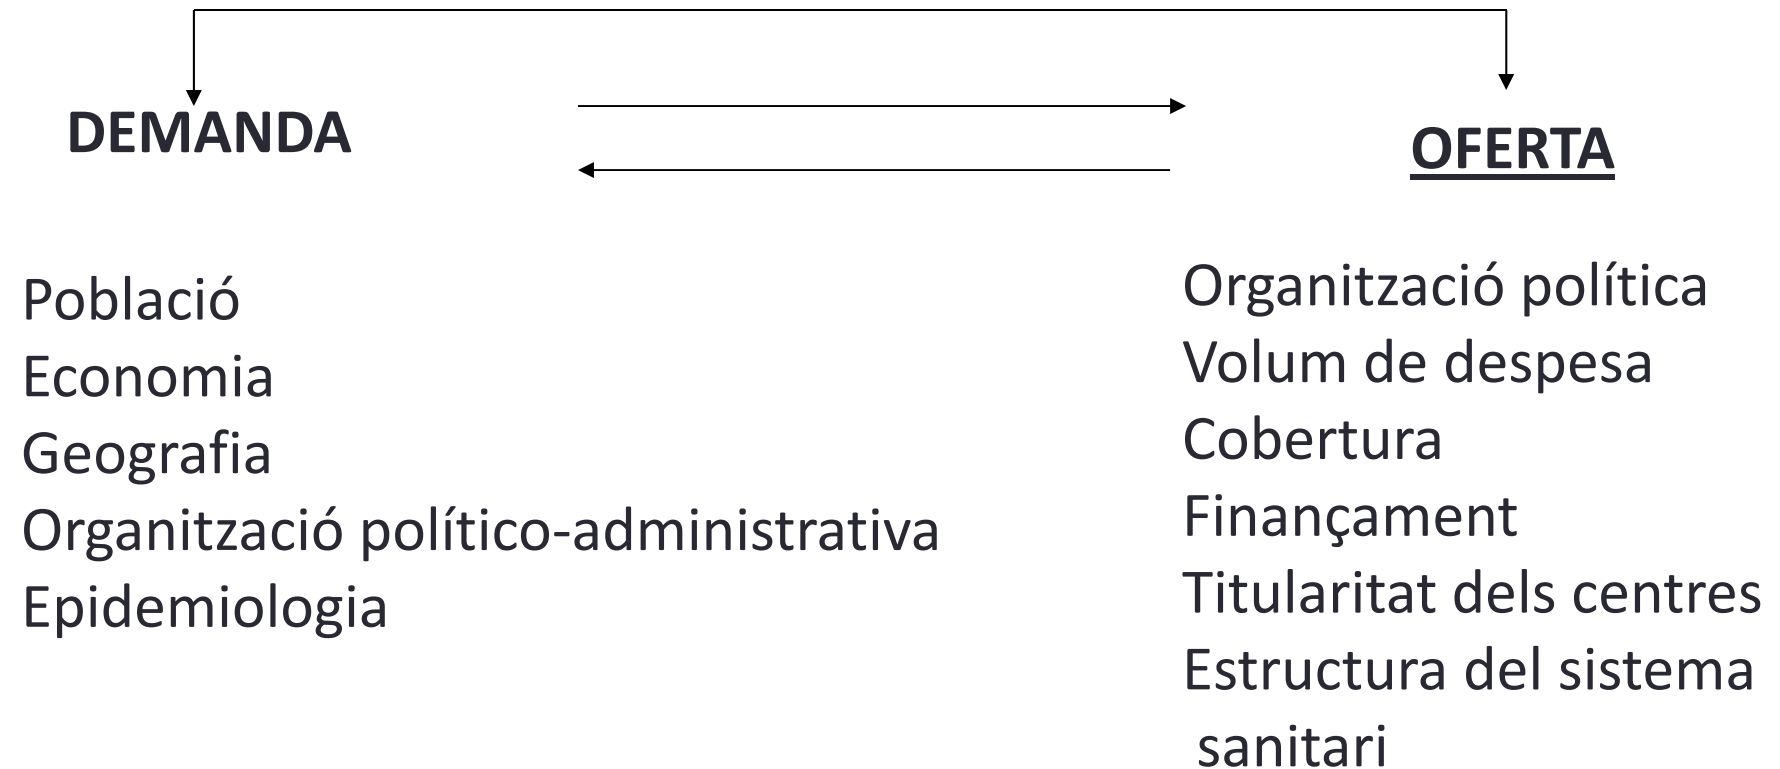 DEMANDA
OFERTA
Població
Economia
Geografia
Organització político-administrativa
Epidemiologia
Organització política
Volum de despesa
Cobertura
Finançament
Titularitat dels centres
Estructura del sistema
sanitari